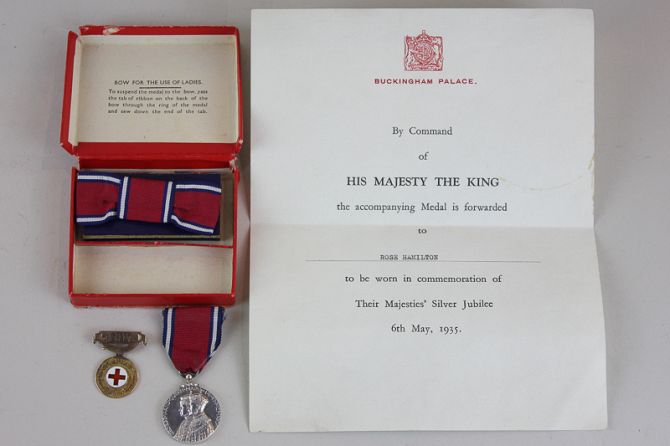 BOW FOR THE USE OF LADIES.
To suspend the medal to the bow, pass
the tab of ribbon on the back of the
bow through the ring of the medal
and sew down the end of the tab.
BUCKINGHAM PALACE.
By Command
of
HIS MAJESTY THE KING
the accompanying Medal is forwarded
to
ROSE HAMILTON
to be worn in commemoration of
Their Majesties' Silver Jubilee
6th May, 1935.